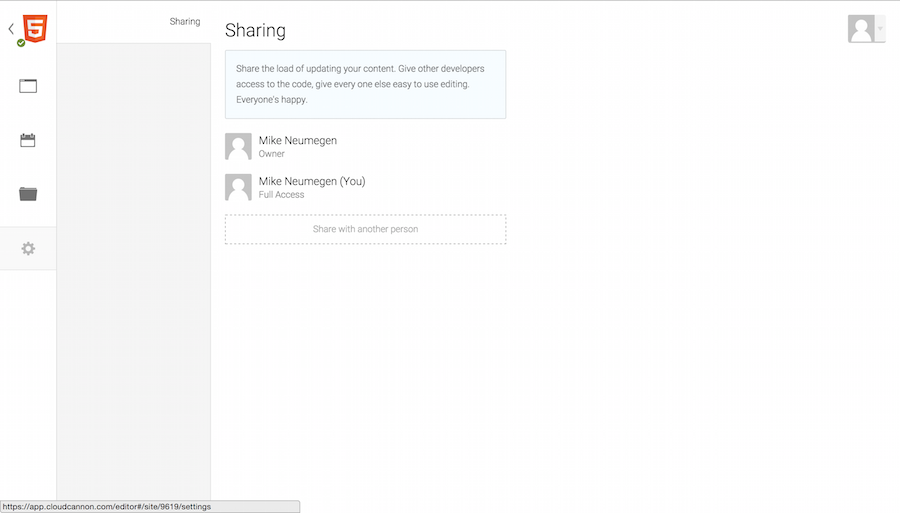 Sharing
Sharing
Share the load of updating your content. Give other developers
access to the code, give every one else easy to use editing.
Everyone's happy.
Mike Neumegen
Owner
Mike Neumegen (You)
Full Access
Share with another person
https://app.cloudcannon.com/editor#/site/9619/settings